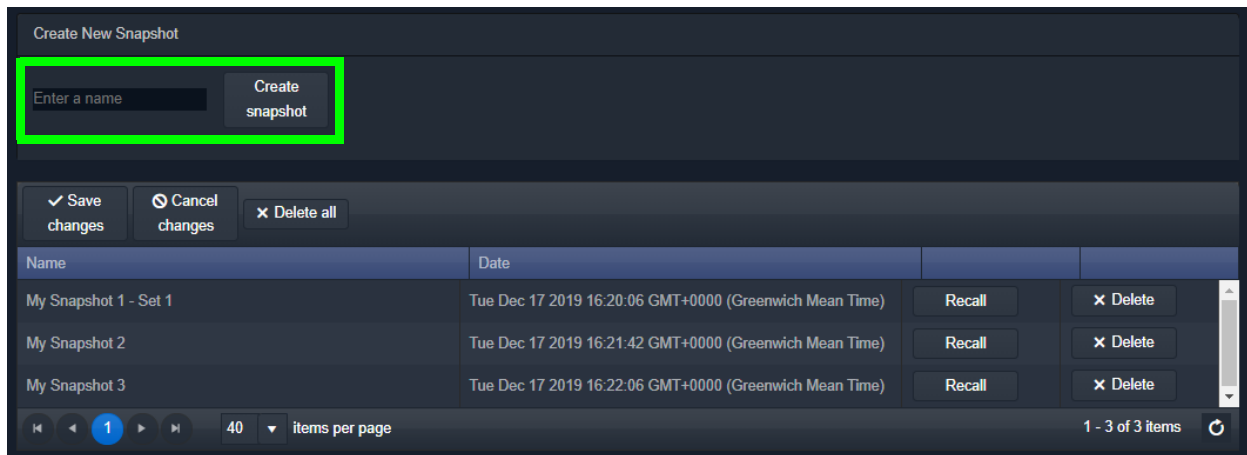 Create New Snapshot
Enter a name
Create
snapshot
Save
changes
Cancel
changes
Delete all
Name Date
My Snapshot 1 - Set 1 Tue Dec 17 2019 16:20:06 GMT+0000 (Greenwich Mean Time) Recall Delete
My Snapshot 2 Tue Dec 17 2019 16:21:42 GMT+0000 (Greenwich Mean Time) Recall Delete
My Snapshot 3 Tue Dec 17 2019 16:22:06 GMT+0000 (Greenwich Mean Time) Recall Delete
1 40 items per page 1 - 3 of 3 items